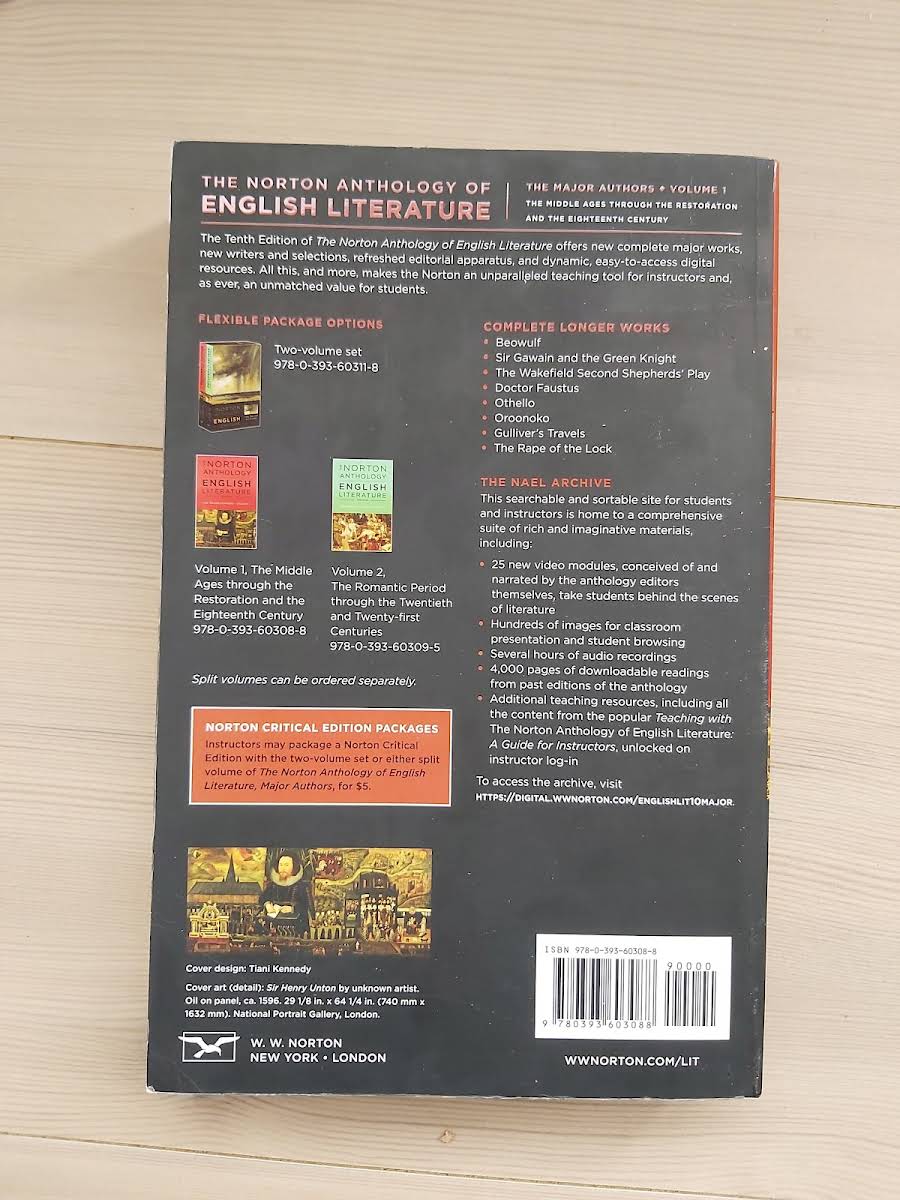 THE NORTON ANTHOLOGY OF
ENGLISH LITERATURE
THE MAJOR AUTHORS • VOLUME 1
THE MIDDLE AGES THROUGH THE RESTORATION
AND THE EIGHTEENTH CENTURY
The Tenth Edition of The Norton Anthology of English Literature offers new complete major works,
new writers and selections, refreshed editorial apparatus, and dynamic, easy-to-access digital
resources. All this, and more, makes the Norton an unparalleled teaching tool for instructors and,
as ever, an unmatched value for students.
FLEXIBLE PACKAGE OPTIONS
Two-volume set
978-0-393-60311-8
ENGLISH
NORTON
ANTHOLOGY
ENGLISH
LITERATURE
NORTON
ANTHOLOGY
ENGLISH
LITERATURE
Volume 1, The Middle
Ages through the
Restoration and the
Eighteenth Century
978-0-393-60308-8
Volume 2,
The Romantic Period
through the Twentieth
and Twenty-first
Centuries
978-0-393-60309-5
Split volumes can be ordered separately.
NORTON CRITICAL EDITION PACKAGES
Instructors may package a Norton Critical
Edition with the two-volume set or either split
volume of The Norton Anthology of English
Literature, Major Authors, for $5.
COMPLETE LONGER WORKS
• Beowulf
• Sir Gawain and the Green Knight
• The Wakefield Second Shepherds' Play
• Doctor Faustus
• Othello
• Oroonoko
• Gulliver's Travels
• The Rape of the Lock
THE NAEL ARCHIVE
This searchable and sortable site for students
and instructors is home to a comprehensive
suite of rich and imaginative materials,
including:
• 25 new video modules, conceived of and
narrated by the anthology editors
themselves, take students behind the scenes
of literature
• Hundreds of images for classroom
presentation and student browsing
• Several hours of audio recordings
• 4,000 pages of downloadable readings
from past editions of the anthology
• Additional teaching resources, including all
the content from the popular Teaching with
The Norton Anthology of English Literature:
A Guide for Instructors, unlocked on
instructor log-in
To access the archive, visit
HTTPS://DIGITAL.WWNORTON.COM/ENGLISHLIT10MAJOR.
Cover design: Tiani Kennedy
Cover art (detail): Sir Henry Unton by unknown artist.
Oil on panel, ca. 1596. 29 1/8 in. x 64 1/4 in. (740 mm x
1632 mm). National Portrait Gallery, London.
W. W. NORTON
NEW YORK • LONDON
ISBN 978-0-393-60308-8
90000
9 780393 603088
WWNORTON.COM/LIT